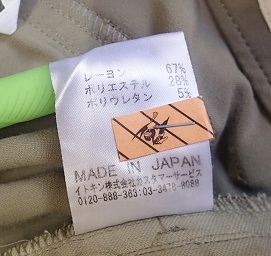 レーヨン 67%
ポリエステル 28%
ポリウレタン 5%
MADE IN JAPAN
イトキン株式会社カスタマーサービス
0120-888-363:03-3478-8088